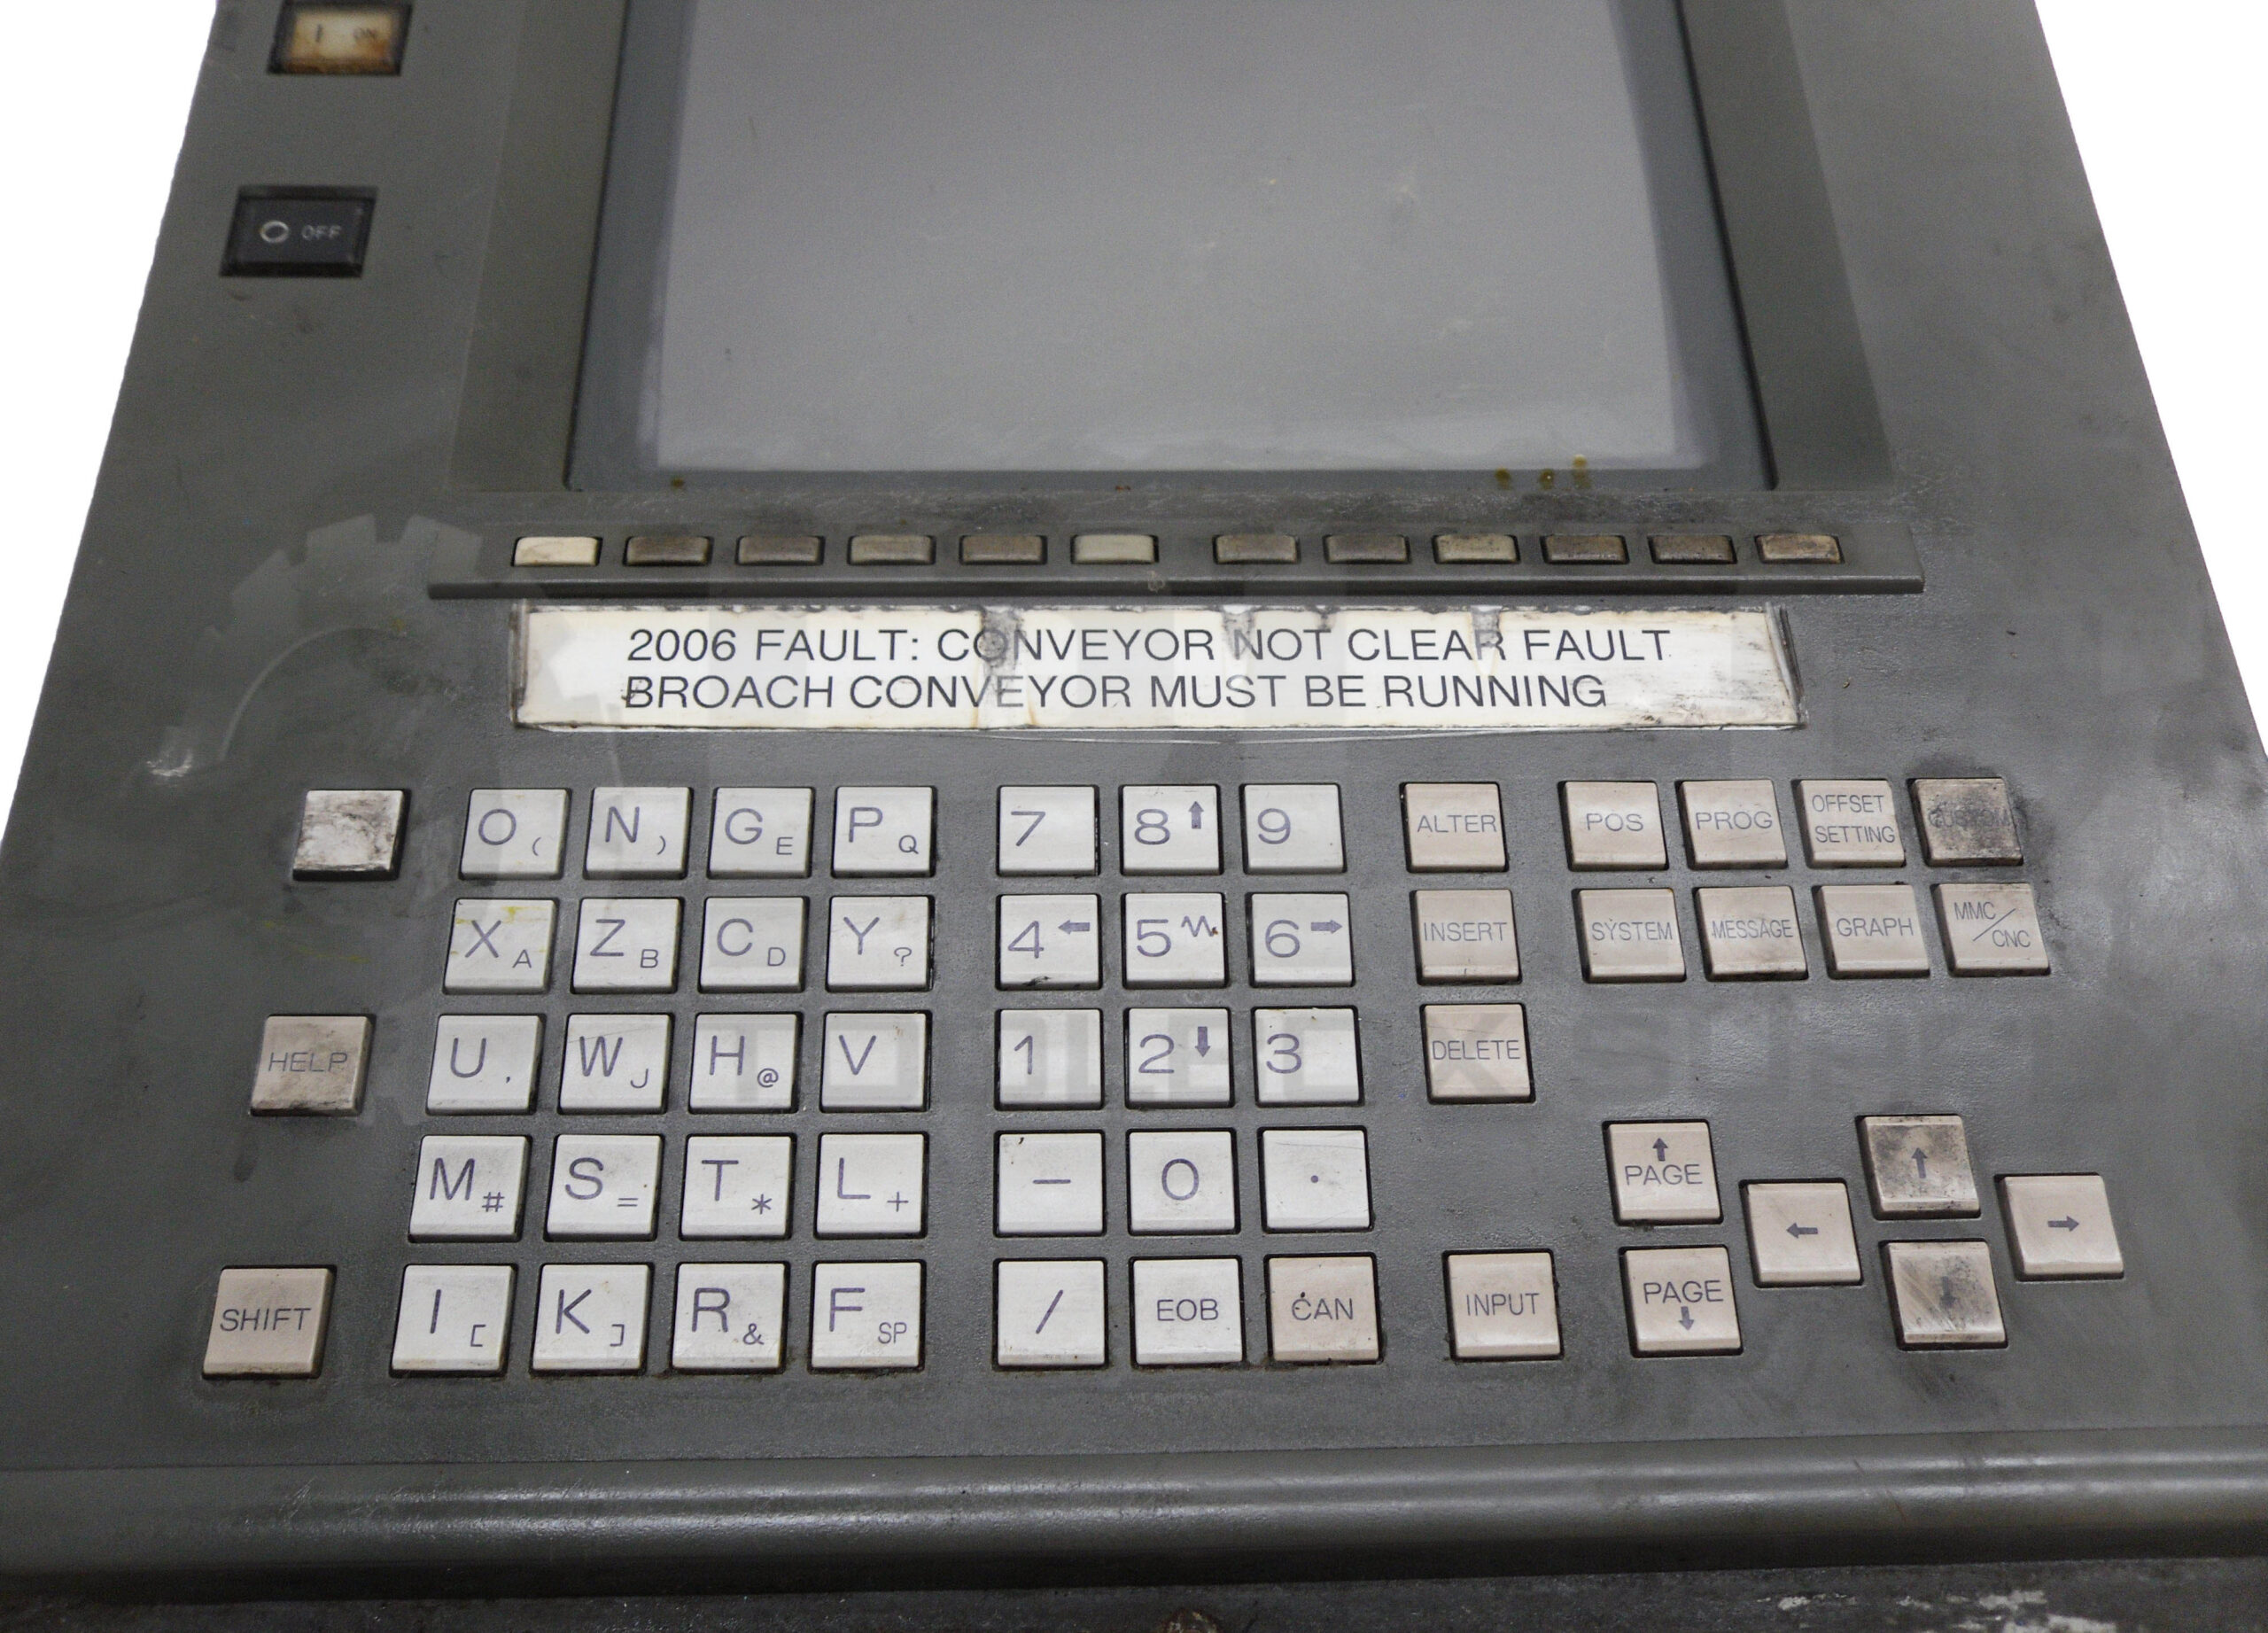 I ON
O OFF
2006 FAULT: CONVEYOR NOT CLEAR FAULT
BROACH CONVEYOR MUST BE RUNNING
O ( N ) G E P Q 7 8 ↑ 9 ALTER POS PROG OFFSET SETTING CUSTOM
X A Z B C D Y ? 4 ← 5 6 → INSERT SYSTEM MESSAGE GRAPH MMC/CNC
HELP U , W J H @ V 1 2 ↓ 3 DELETE
M # S = T * L + - 0 . ↑ PAGE ↑
← →
SHIFT I [ K ] R & F SP / EOB CAN INPUT PAGE ↓ ↓